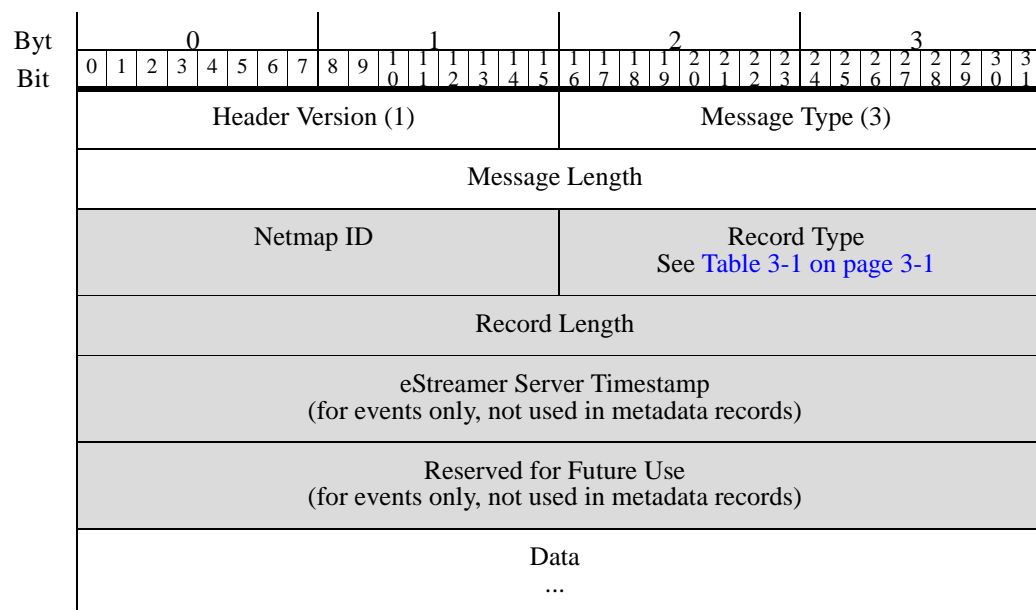 Byt 0 1 2 3
Bit 0 1 2 3 4 5 6 7 8 9 10 11 12 13 14 15 16 17 18 19 20 21 22 23 24 25 26 27 28 29 30 31
Header Version (1) Message Type (3)
Message Length
Netmap ID Record Type
See Table 3-1 on page 3-1
Record Length
eStreamer Server Timestamp
(for events only, not used in metadata records)
Reserved for Future Use
(for events only, not used in metadata records)
Data
...